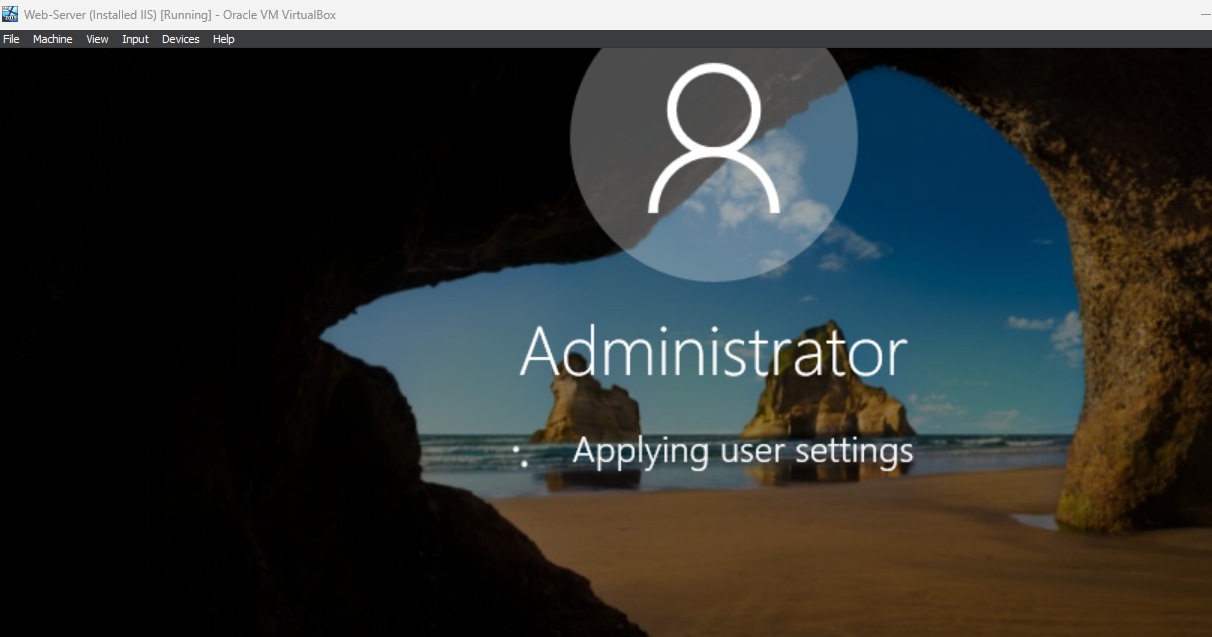 Web-Server (Installed IIS) [Running] - Oracle VM VirtualBox
File Machine View Input Devices Help
Administrator
Applying user settings